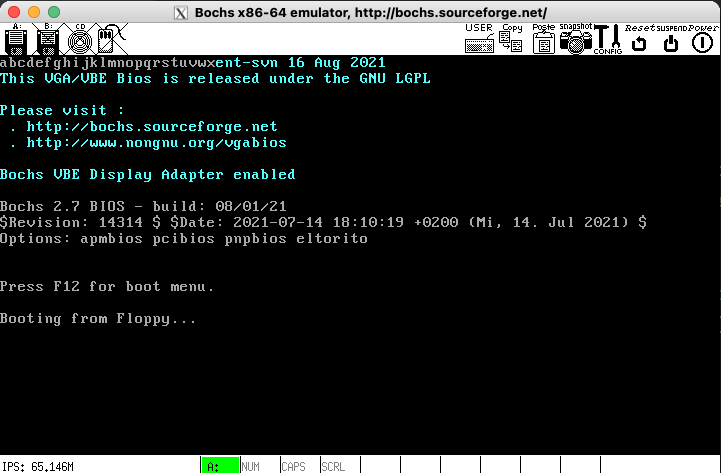 Bochs x86-64 emulator, http://bochs.sourceforge.net/
A: B: CD USER Copy Paste snapshot CONFIG Reset SUSPEND Power
abcdefghijklmnopqrstuvwxent-svn 16 Aug 2021
This VGA/VBE Bios is released under the GNU LGPL
Please visit :
. http://bochs.sourceforge.net
. http://www.nongnu.org/vgabios
Bochs VBE Display Adapter enabled
Bochs 2.7 BIOS - build: 08/01/21
$Revision: 14314 $ $Date: 2021-07-14 18:10:19 +0200 (Mi, 14. Jul 2021) $
Options: apmbios pcibios pnpbios eltorito
Press F12 for boot menu.
Booting from Floppy...
IPS: 65.146M A: NUM CAPS SCRL